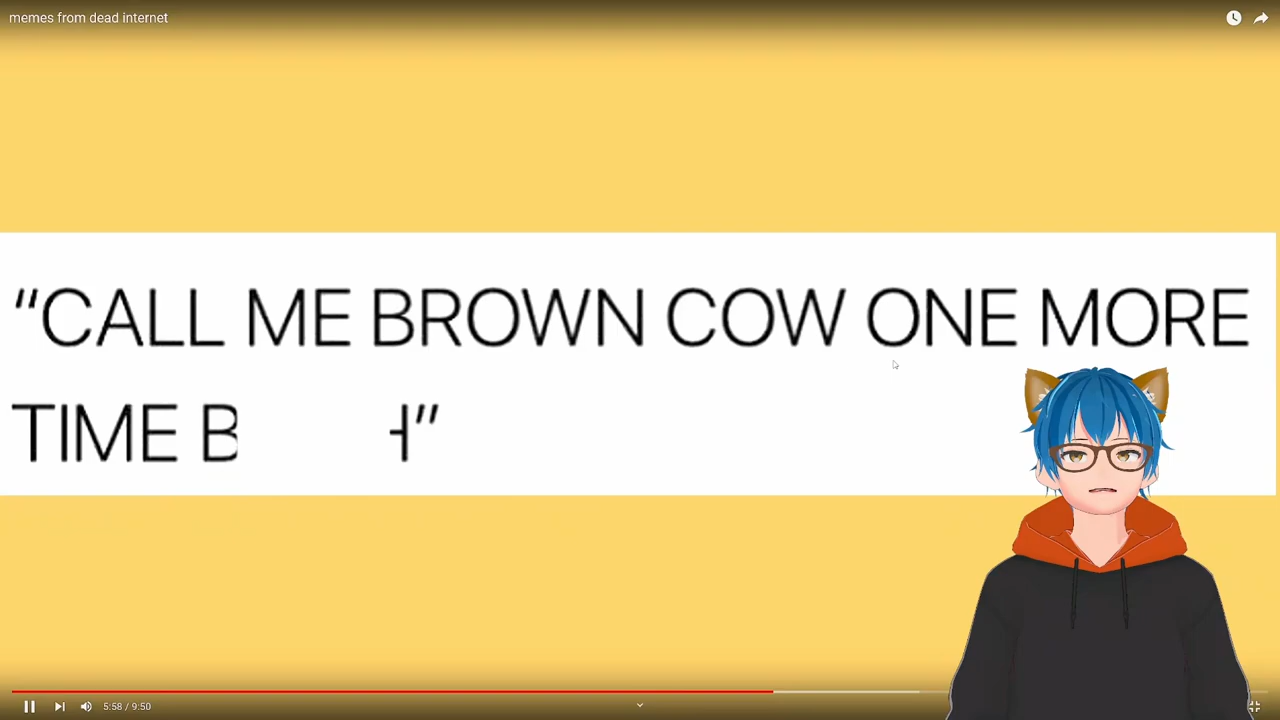 memes from dead internet
“CALL ME BROWN COW ONE MORE
TIME B H”
5:58 / 9:50